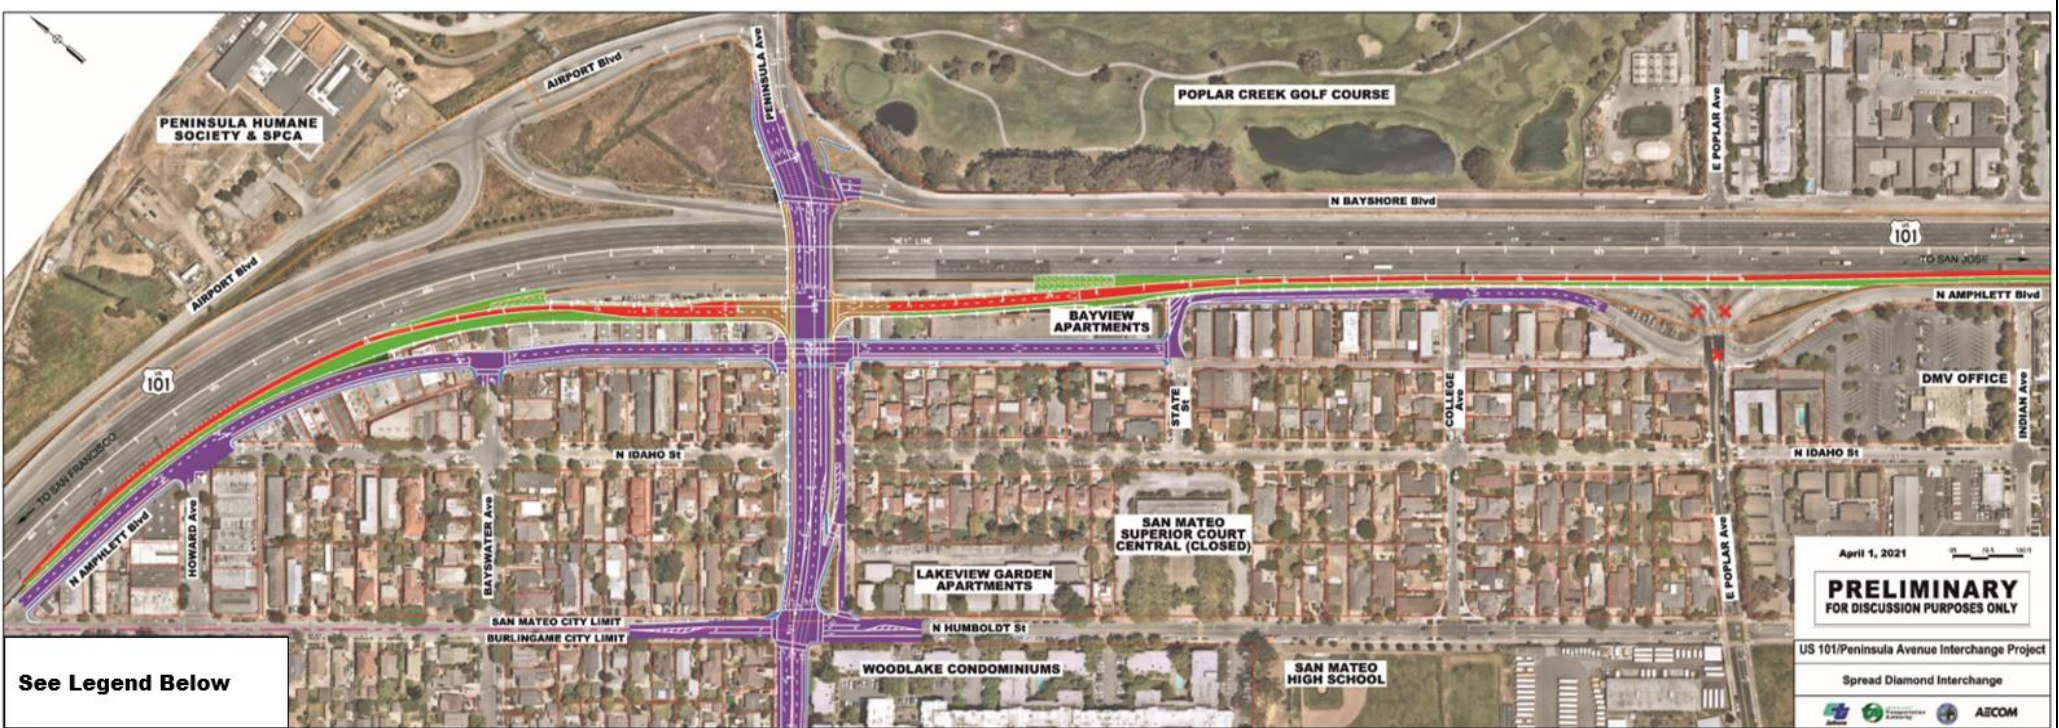 PENINSULA HUMANE
SOCIETY & SPCA
AIRPORT Blvd
PENINSULA Ave
POPLAR CREEK GOLF COURSE
E POPLAR Ave
N BAYSHORE Blvd
US
101
"ME1" LINE
TO SAN JOSE
AIRPORT Blvd
N AMPHLETT Blvd
BAYVIEW
APARTMENTS
US
101
DMV OFFICE
STATE
St
COLLEGE
Ave
INDIAN Ave
TO SAN FRANCISCO
N IDAHO St
N IDAHO St
N AMPHLETT Blvd
HOWARD Ave
BAYSWATER Ave
SAN MATEO
SUPERIOR COURT
CENTRAL (CLOSED)
E POPLAR Ave
LAKEVIEW GARDEN
APARTMENTS
SAN MATEO CITY LIMIT
BURLINGAME CITY LIMIT
N HUMBOLDT St
WOODLAKE CONDOMINIUMS
SAN MATEO
HIGH SCHOOL
See Legend Below
April 1, 2021
PRELIMINARY
FOR DISCUSSION PURPOSES ONLY
US 101/Peninsula Avenue Interchange Project
Spread Diamond Interchange
AECOM